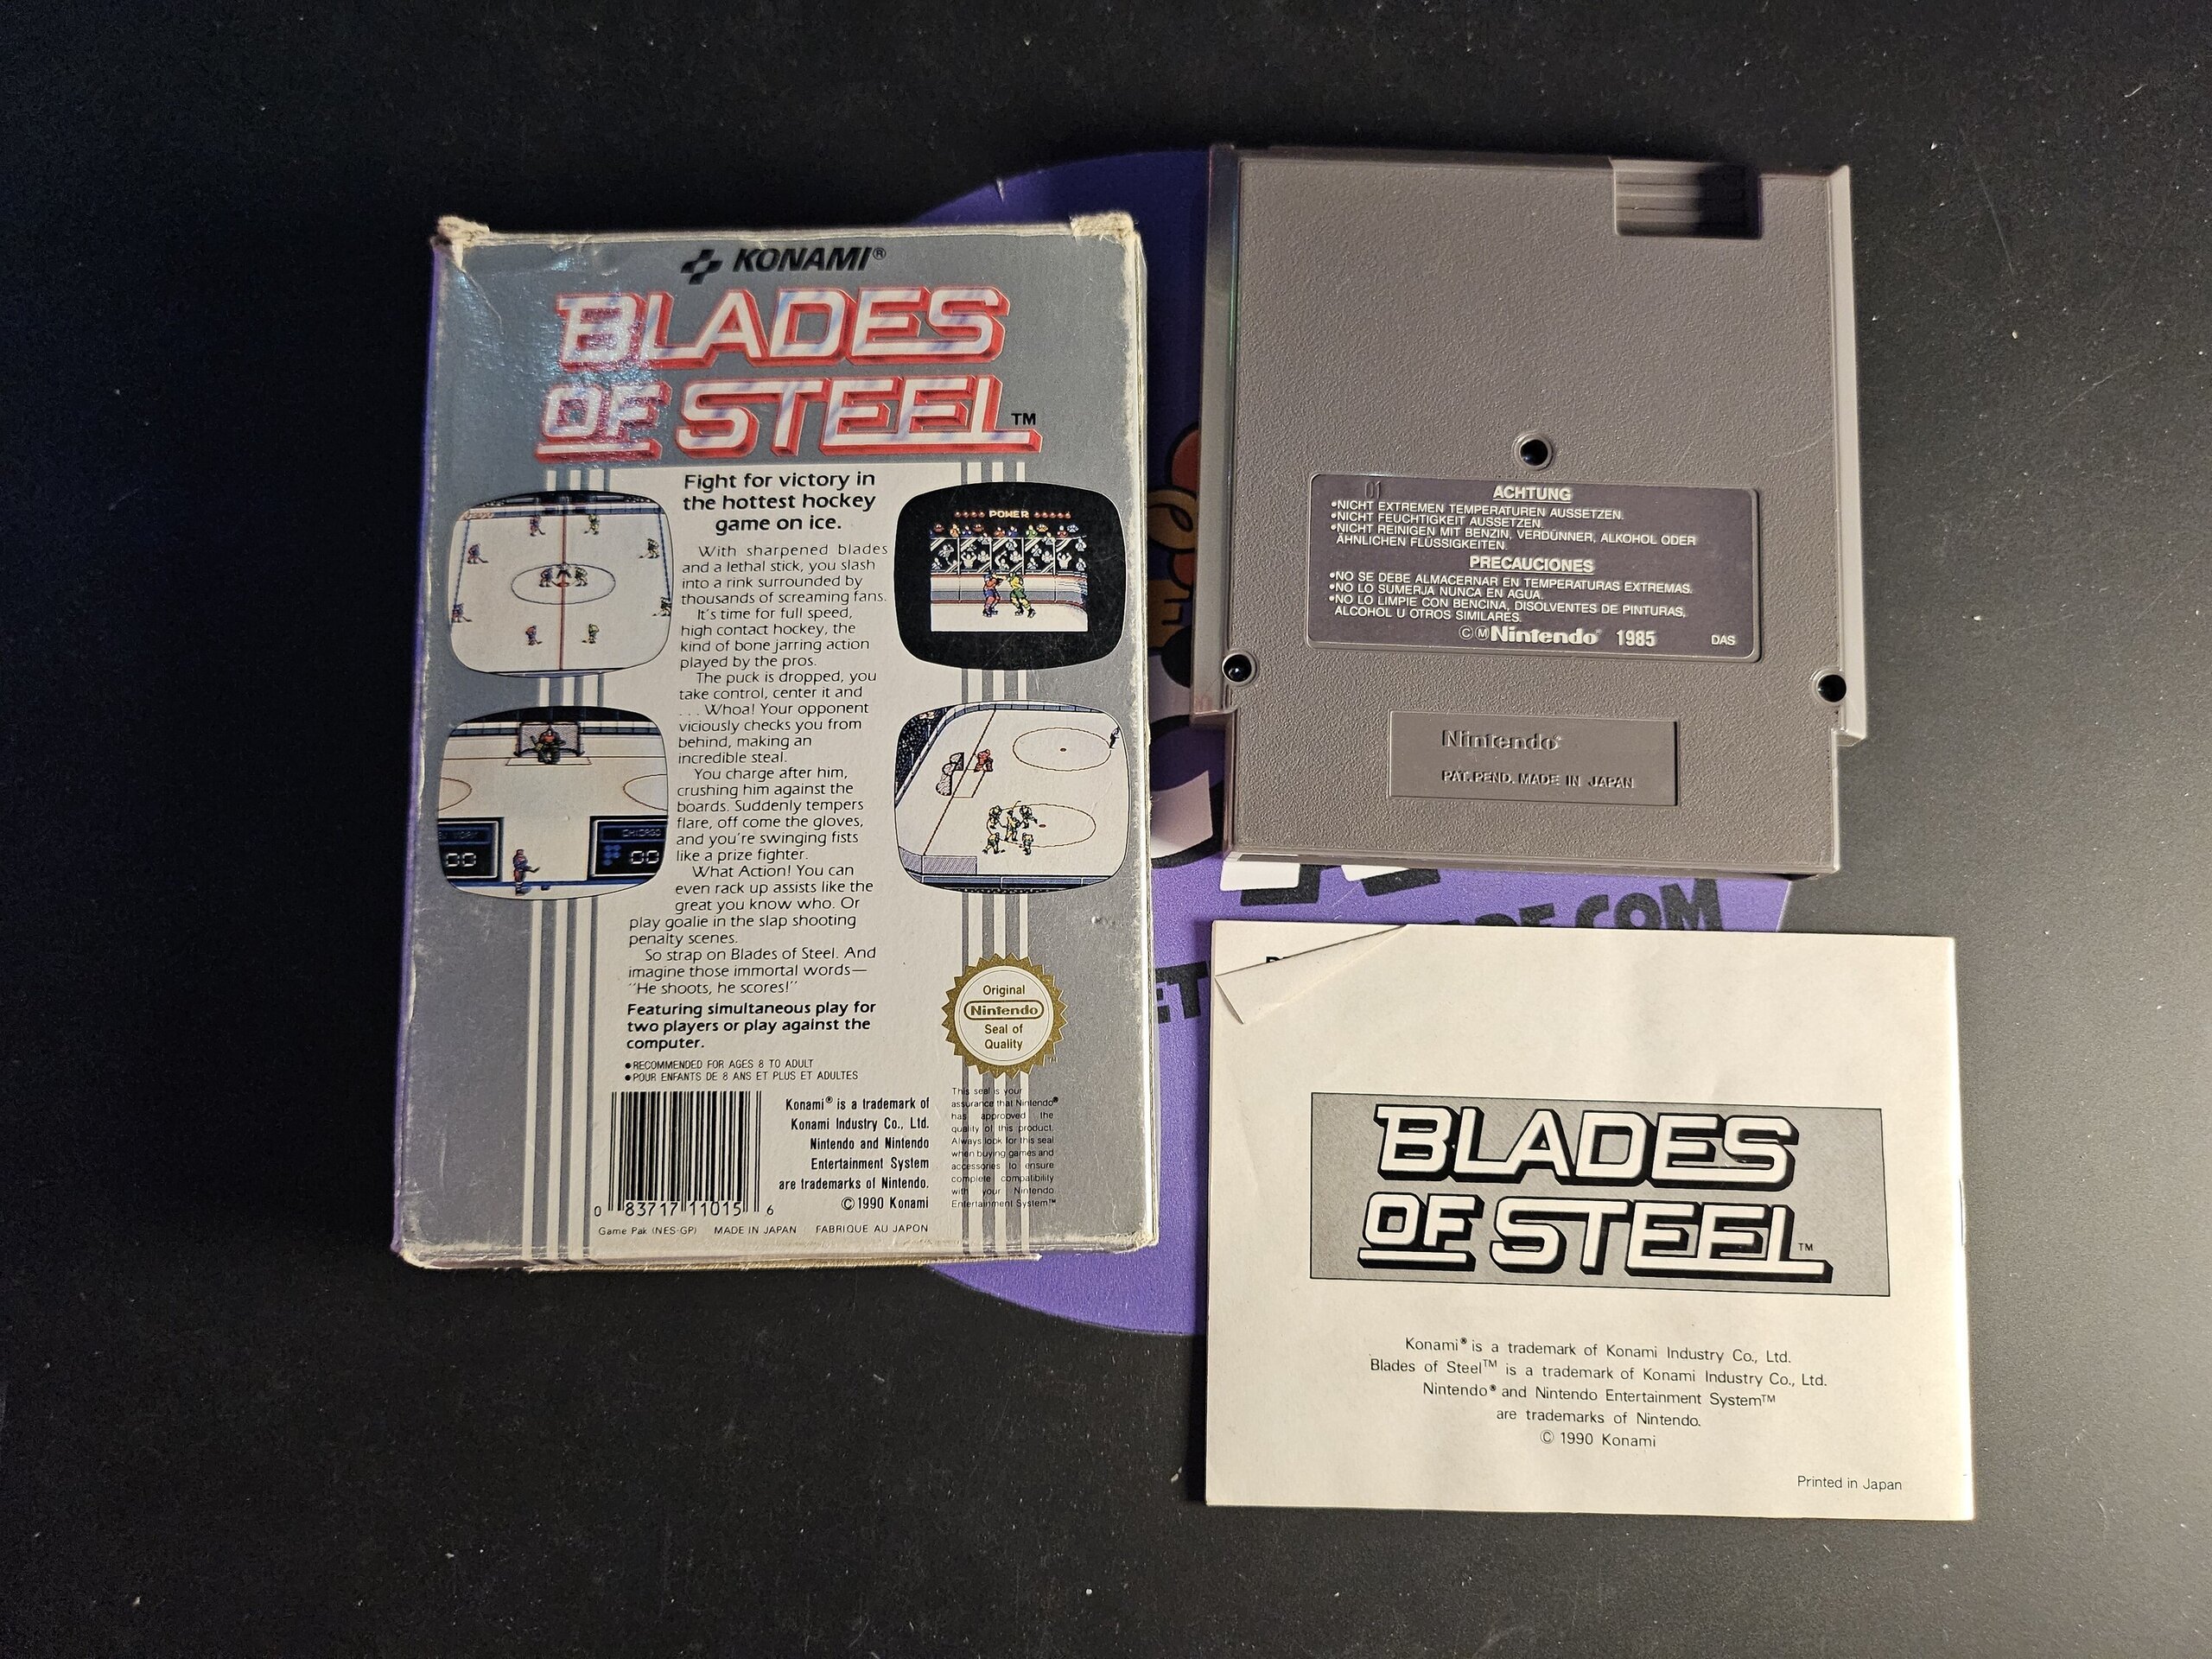 KONAMI®
BLADES
OF STEEL™
Fight for victory in
the hottest hockey
game on ice.
With sharpened blades
and a lethal stick, you slash
into a rink surrounded by
thousands of screaming fans.
It's time for full speed,
high contact hockey, the
kind of bone jarring action
played by the pros.
The puck is dropped, you
take control, center it and
. . . Whoa! Your opponent
viciously checks you from
behind, making an
incredible steal.
You charge after him,
crushing him against the
boards. Suddenly tempers
flare, off come the gloves,
and you're swinging fists
like a prize fighter.
What Action! You can
even rack up assists like the
great you know who. Or
play goalie in the slap shooting
penalty scenes.
So strap on Blades of Steel. And
imagine those immortal words—
"He shoots, he scores!"
Featuring simultaneous play for
two players or play against the
computer.
•RECOMMENDED FOR AGES 8 TO ADULT
•POUR ENFANTS DE 8 ANS ET PLUS ET ADULTES
POWER
00
CHICAGO
00
Original
Nintendo
Seal of
Quality
This seal is your
assurance that Nintendo®
has approved the
quality of this product.
Always look for this seal
when buying games and
accessories to ensure
complete compatibility
with your Nintendo
Entertainment System™
Konami® is a trademark of
Konami Industry Co., Ltd.
Nintendo and Nintendo
Entertainment System
are trademarks of Nintendo.
©1990 Konami
0 83717 11015 6
Game Pak (NES-GP) MADE IN JAPAN FABRIQUE AU JAPON
01
ACHTUNG
•NICHT EXTREMEN TEMPERATUREN AUSSETZEN.
•NICHT FEUCHTIGKEIT AUSSETZEN.
•NICHT REINIGEN MIT BENZIN, VERDÜNNER, ALKOHOL ODER
ÄHNLICHEN FLÜSSIGKEITEN.
PRECAUCIONES
•NO SE DEBE ALMACERNAR EN TEMPERATURAS EXTREMAS.
•NO LO SUMERJA NUNCA EN AGUA.
•NO LO LIMPIE CON BENCINA, DISOLVENTES DE PINTURAS,
ALCOHOL U OTROS SIMILARES.
©Ⓜ Nintendo® 1985 DAS
Nintendo®
PAT. PEND. MADE IN JAPAN
.COM
BLADES
OF STEEL™
Konami® is a trademark of Konami Industry Co., Ltd.
Blades of Steel™ is a trademark of Konami Industry Co., Ltd.
Nintendo® and Nintendo Entertainment System™
are trademarks of Nintendo.
© 1990 Konami
Printed in Japan